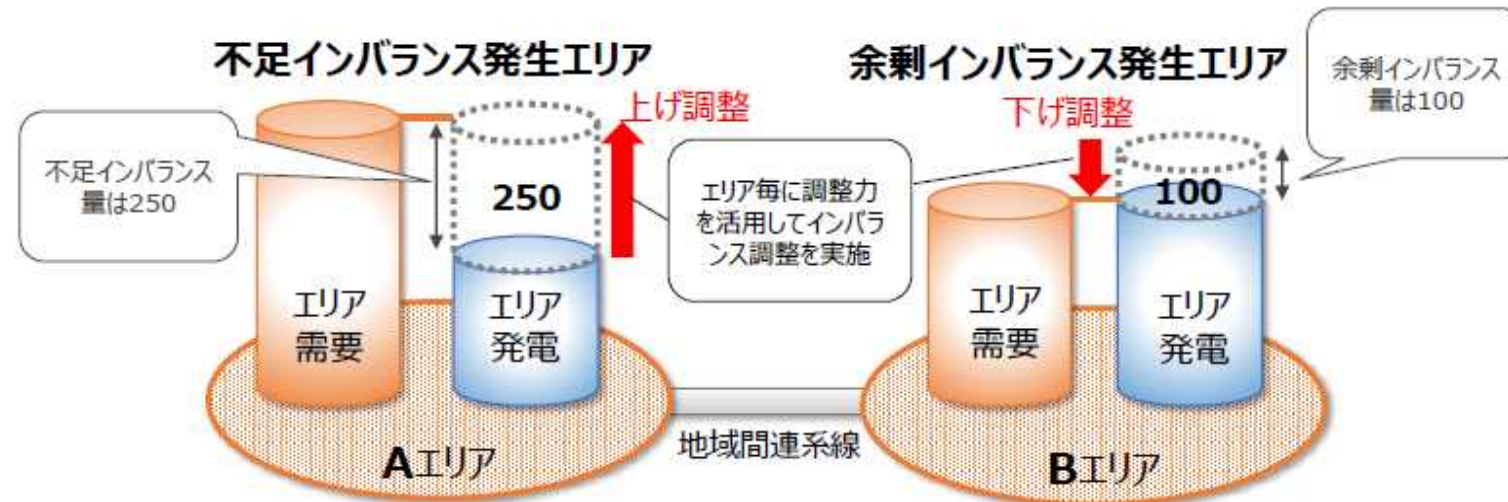 不足インバランス発生エリア
余剰インバランス発生エリア
余剰インバランス
量は100
上げ調整
下げ調整
不足インバランス
量は250
250
エリア毎に調整力
を活用してインバラ
ンス調整を実施
100
エリア
需要
エリア
発電
エリア
需要
エリア
発電
Aエリア
地域間連系線
Bエリア